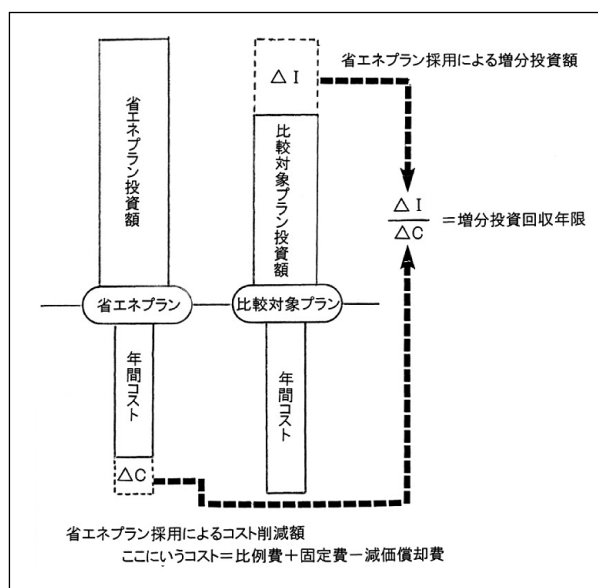 省エネプラン採用による増分投資額
△I
省エネプラン投資額
比較対象プラン投資額
△I
△C
＝増分投資回収年限
省エネプラン
比較対象プラン
年間コスト
年間コスト
△C
省エネプラン採用によるコスト削減額
ここにいうコスト＝比例費＋固定費−減価償却費